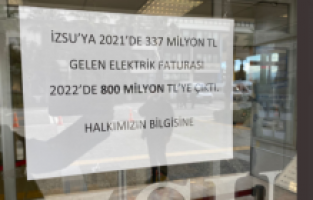 İZSU'YA 2021'DE 337 MİLYON TL
GELEN ELEKTRİK FATURASI
2022'DE 800 MİLYON TL'YE ÇIKTI.
HALKIMIZIN BİLGİSİNE